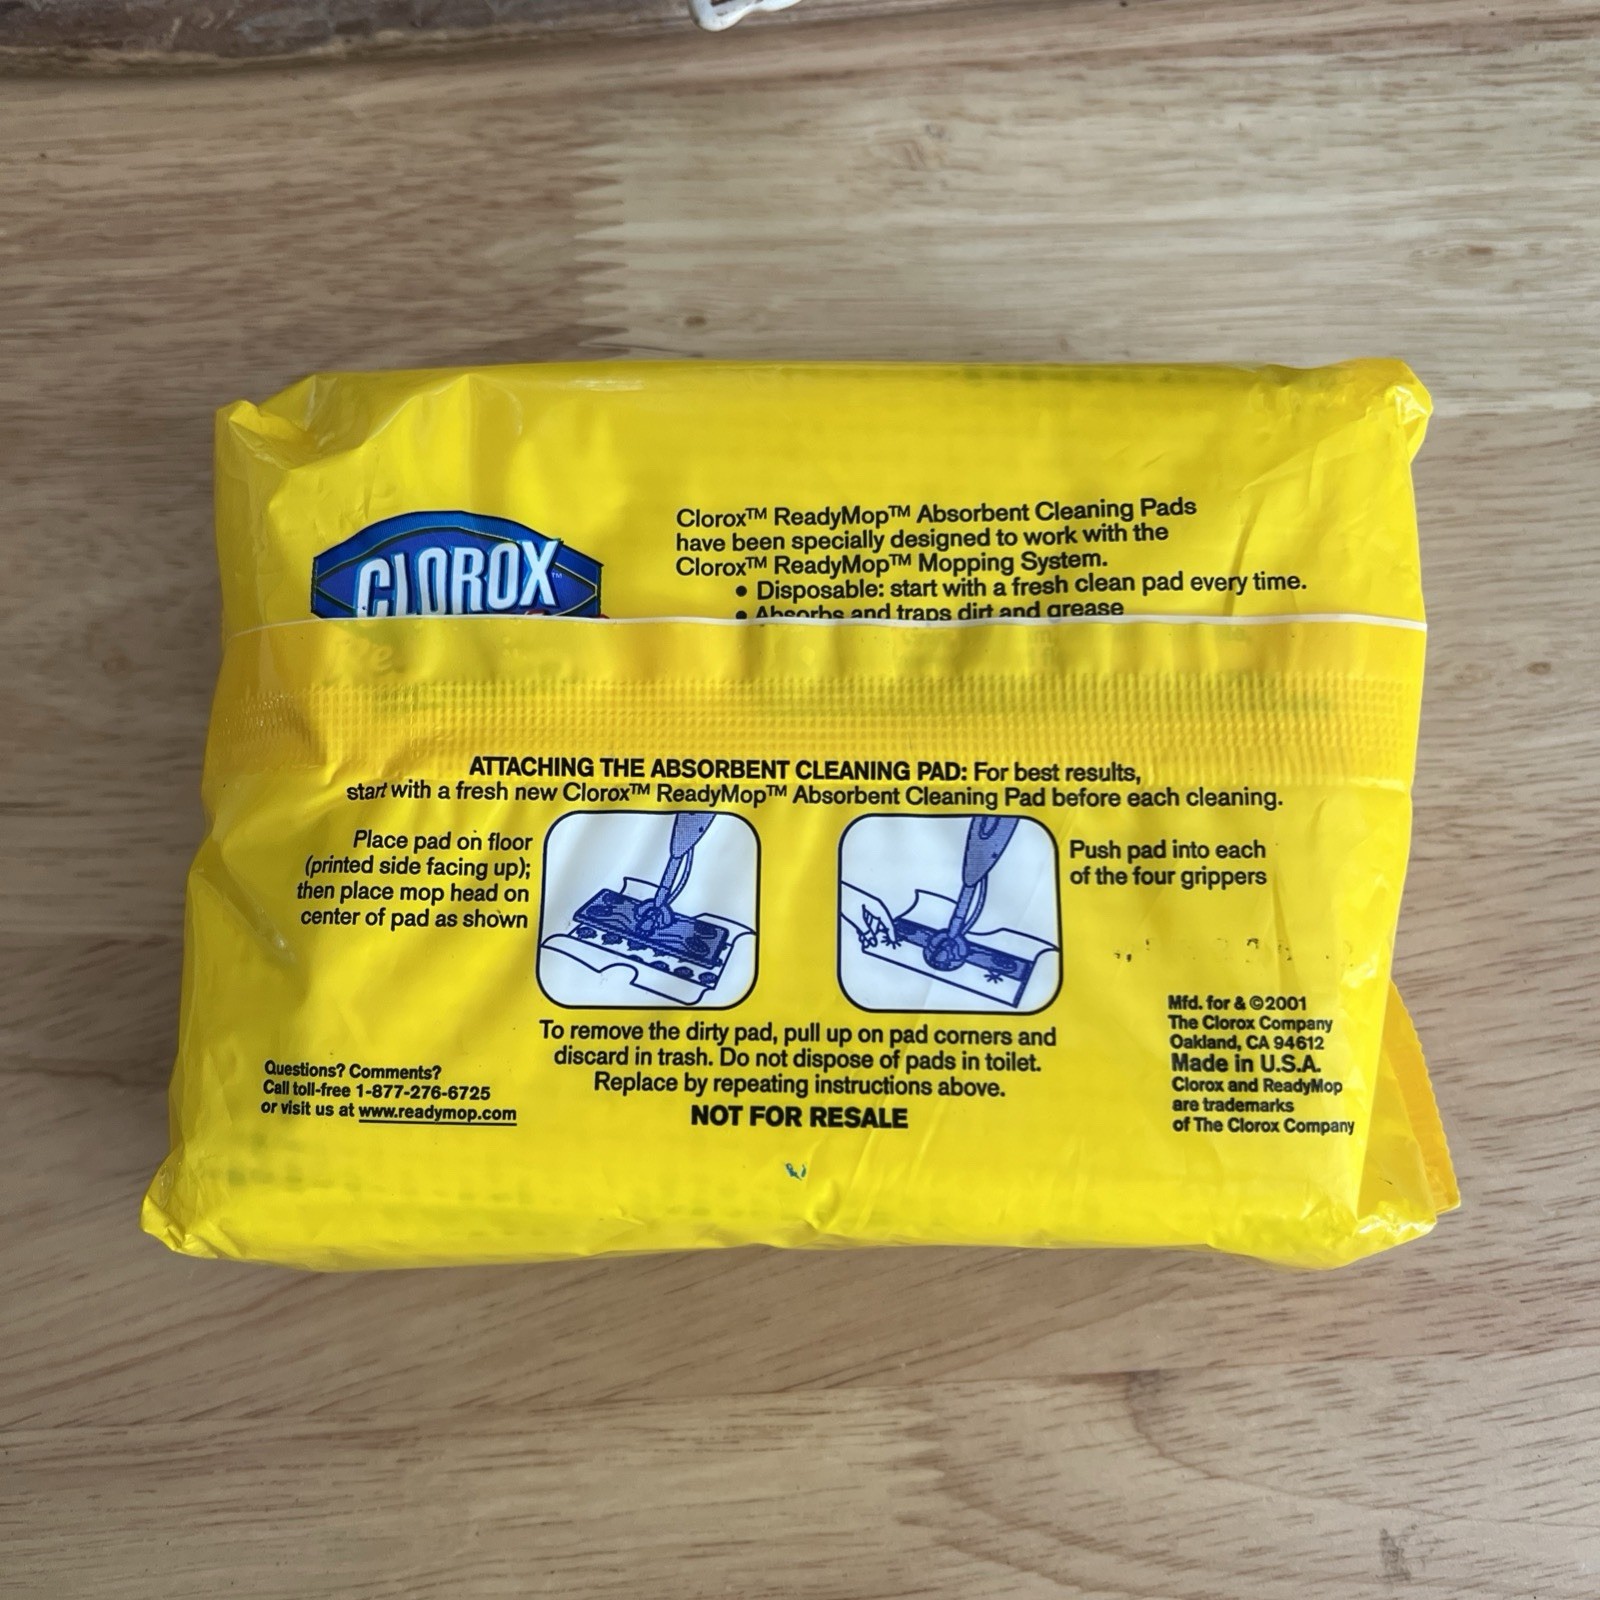 CLOROX™
Clorox™ ReadyMop™ Absorbent Cleaning Pads
have been specially designed to work with the
Clorox™ ReadyMop™ Mopping System.
• Disposable: start with a fresh clean pad every time.
• Absorbs and traps dirt and grease
ATTACHING THE ABSORBENT CLEANING PAD: For best results,
start with a fresh new Clorox™ ReadyMop™ Absorbent Cleaning Pad before each cleaning.
Place pad on floor
(printed side facing up);
then place mop head on
center of pad as shown
Push pad into each
of the four grippers
To remove the dirty pad, pull up on pad corners and
discard in trash. Do not dispose of pads in toilet.
Replace by repeating instructions above.
NOT FOR RESALE
Questions? Comments?
Call toll-free 1-877-276-6725
or visit us at www.readymop.com
Mfd. for & ©2001
The Clorox Company
Oakland, CA 94612
Made in U.S.A.
Clorox and ReadyMop
are trademarks
of The Clorox Company